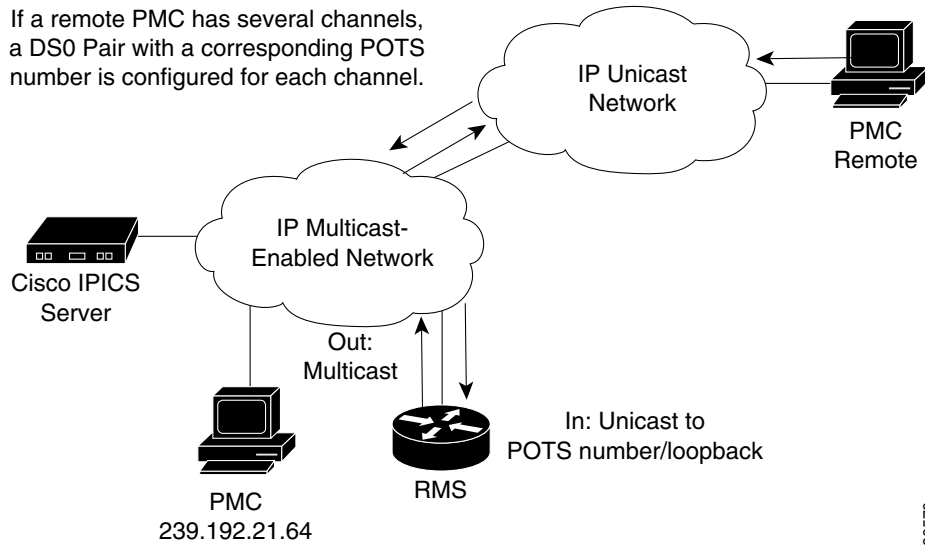 If a remote PMC has several channels,
a DS0 Pair with a corresponding POTS
number is configured for each channel.
IP Unicast
Network
PMC
Remote
IP Multicast-
Enabled Network
Cisco IPICS
Server
Out:
Multicast
In: Unicast to
POTS number/loopback
RMS
PMC
239.192.21.64